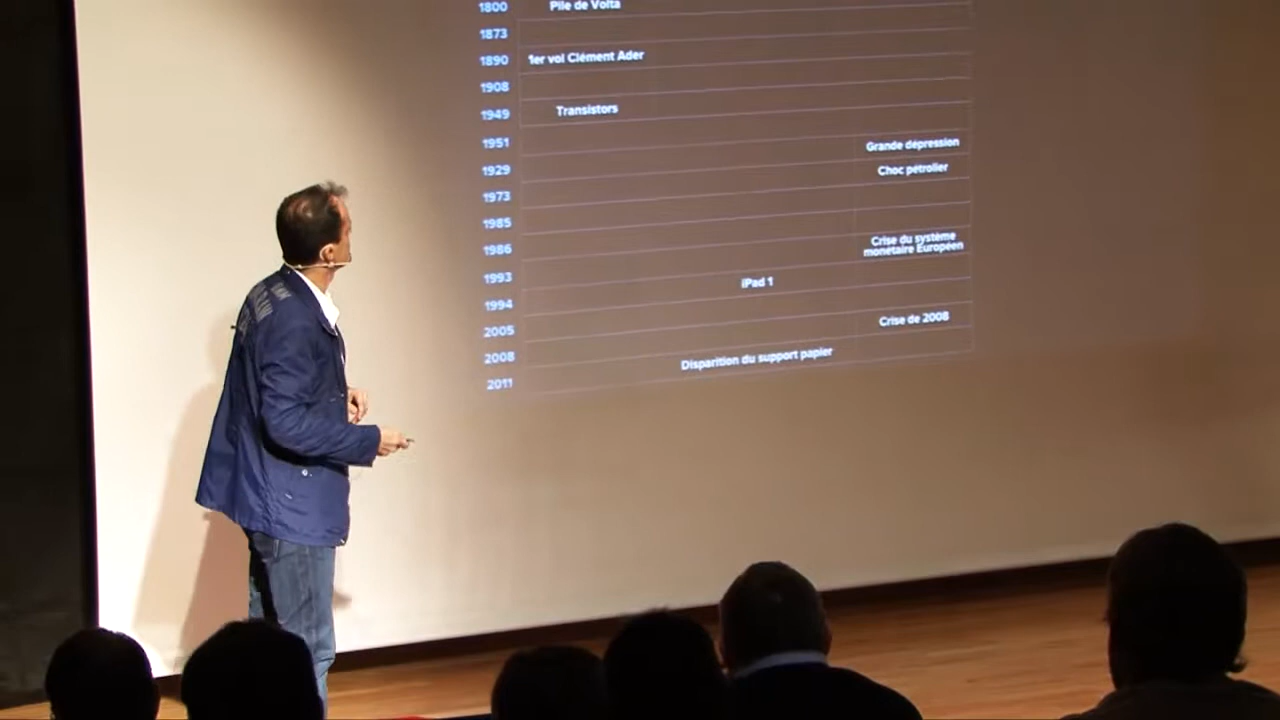 1800 Pile de Volta
1873
1890 1er vol Clément Ader
1908
1949 Transistors
1951 Grande dépression
1929 Choc pétrolier
1973
1985
1986 Crise du système
monétaire Européen
1993 iPad 1
1994
2005 Crise de 2008
2008 Disparition du support papier
2011